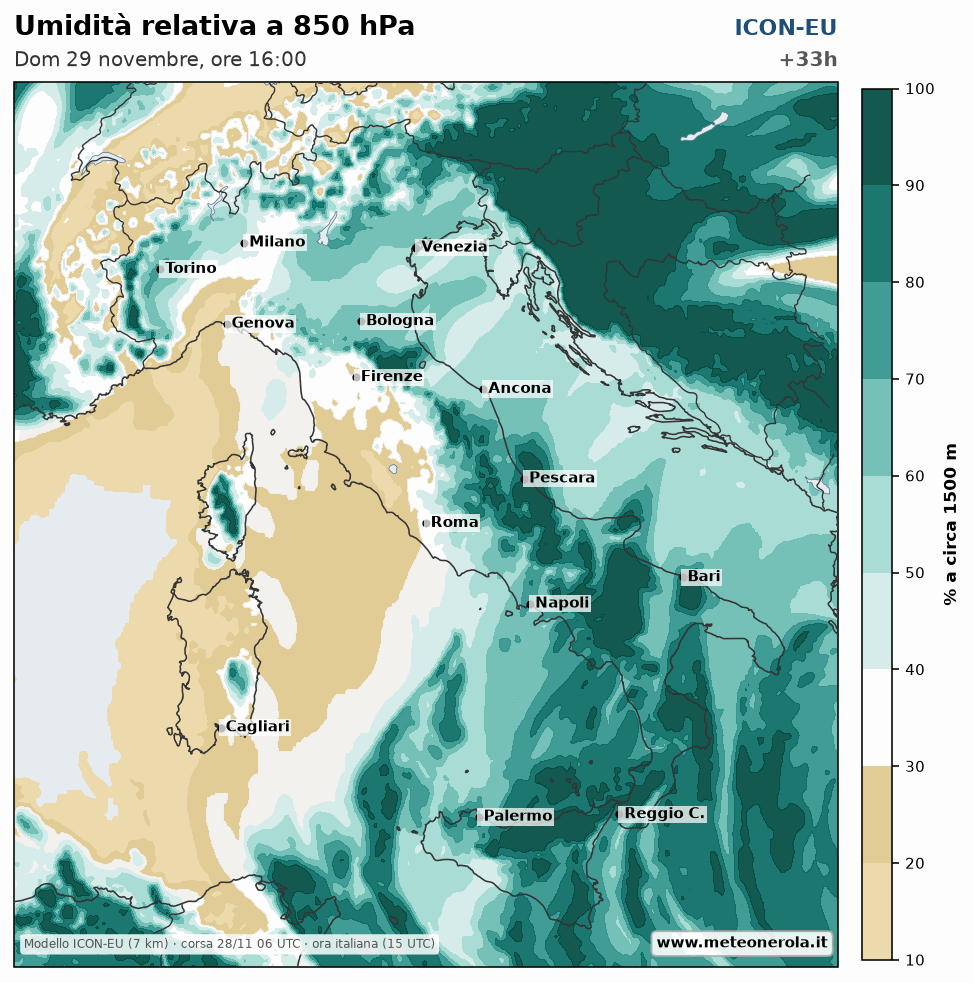 Umidità relativa a 850 hPa
ICON-EU
Dom 29 novembre, ore 16:00
+33h
Milano
Venezia
Torino
Genova
Bologna
Firenze
Ancona
Pescara
Roma
Bari
Napoli
Cagliari
Palermo
Reggio C.
100
90
80
70
60
50
40
30
20
10
% a circa 1500 m
Modello ICON-EU (7 km) · corsa 28/11 06 UTC · ora italiana (15 UTC)
www.meteonerola.it